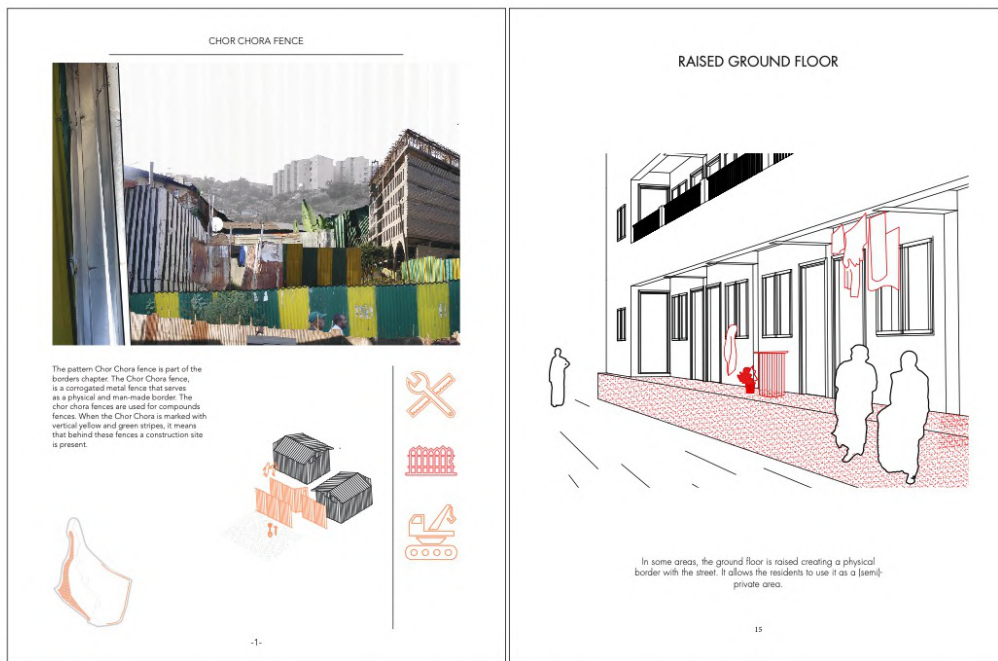 CHOR CHORA FENCE
The pattern Chor Chora fence is part of the
borders chapter. The Chor Chora fence,
is a corrogated metal fence that serves
as a physical and man-made border. The
chor chora fences are used for compounds
fences. When the Chor Chora is marked with
vertical yellow and green stripes, it means
that behind these fences a construction site
is present.
-1-
RAISED GROUND FLOOR
In some areas, the ground floor is raised creating a physical
border with the street. It allows the residents to use it as a (semi)-
private area.
15